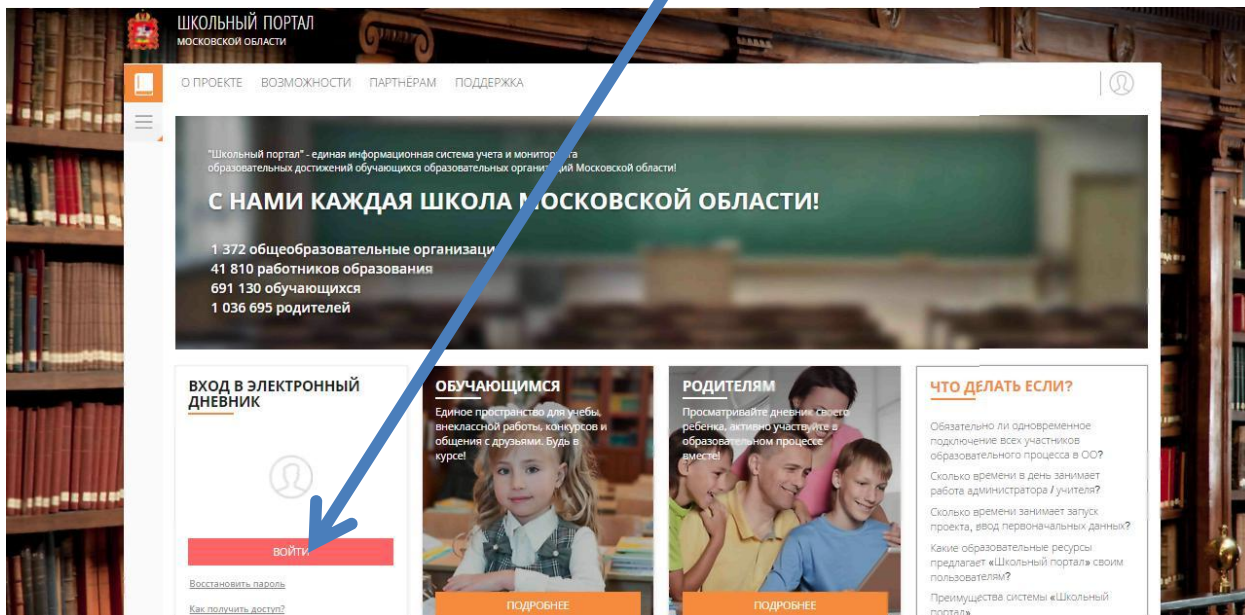 ШКОЛЬНЫЙ ПОРТАЛ
МОСКОВСКОЙ ОБЛАСТИ
О ПРОЕКТЕ ВОЗМОЖНОСТИ ПАРТНЁРАМ ПОДДЕРЖКА
"Школьный портал" - единая информационная система учета и мониторинга
образовательных достижений обучающихся образовательных организаций Московской области!
С НАМИ КАЖДАЯ ШКОЛА МОСКОВСКОЙ ОБЛАСТИ!
1 372 общеобразовательные организации
41 810 работников образования
691 130 обучающихся
1 036 695 родителей
ВХОД В ЭЛЕКТРОННЫЙ
ДНЕВНИК
ВОЙТИ
Восстановить пароль
Как получить доступ?
ОБУЧАЮЩИМСЯ
Единое пространство для учебы,
внеклассной работы, конкурсов и
общения с друзьями. Будь в
курсе!
ПОДРОБНЕЕ
РОДИТЕЛЯМ
Просматривайте дневник своего
ребенка, активно участвуйте в
образовательном процессе
вместе!
ПОДРОБНЕЕ
ЧТО ДЕЛАТЬ ЕСЛИ?
Обязательно ли одновременное
подключение всех участников
образовательного процесса в ОО?
Сколько времени в день занимает
работа администратора / учителя?
Сколько времени занимает запуск
проекта, ввод первоначальных данных?
Какие образовательные ресурсы
предлагает «Школьный портал» своим
пользователям?
Преимущества системы «Школьный
портал»